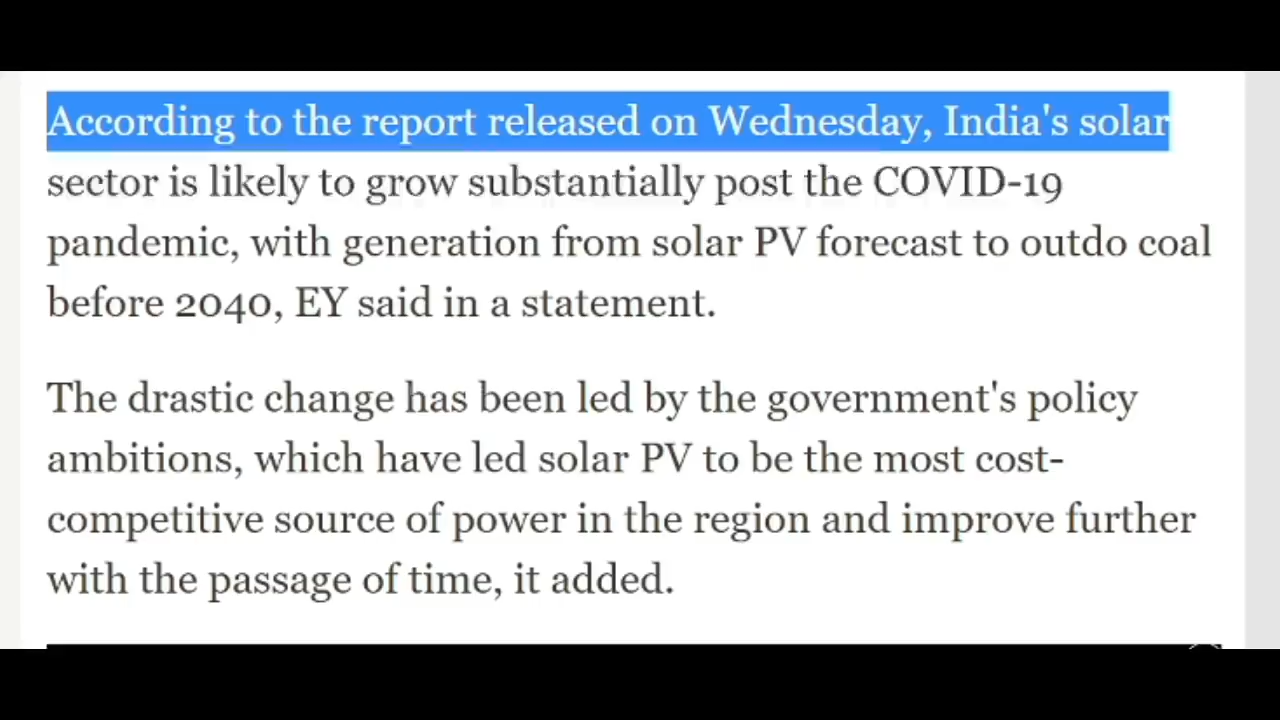 According to the report released on Wednesday, India's solar
sector is likely to grow substantially post the COVID-19
pandemic, with generation from solar PV forecast to outdo coal
before 2040, EY said in a statement.
The drastic change has been led by the government's policy
ambitions, which have led solar PV to be the most cost-
competitive source of power in the region and improve further
with the passage of time, it added.